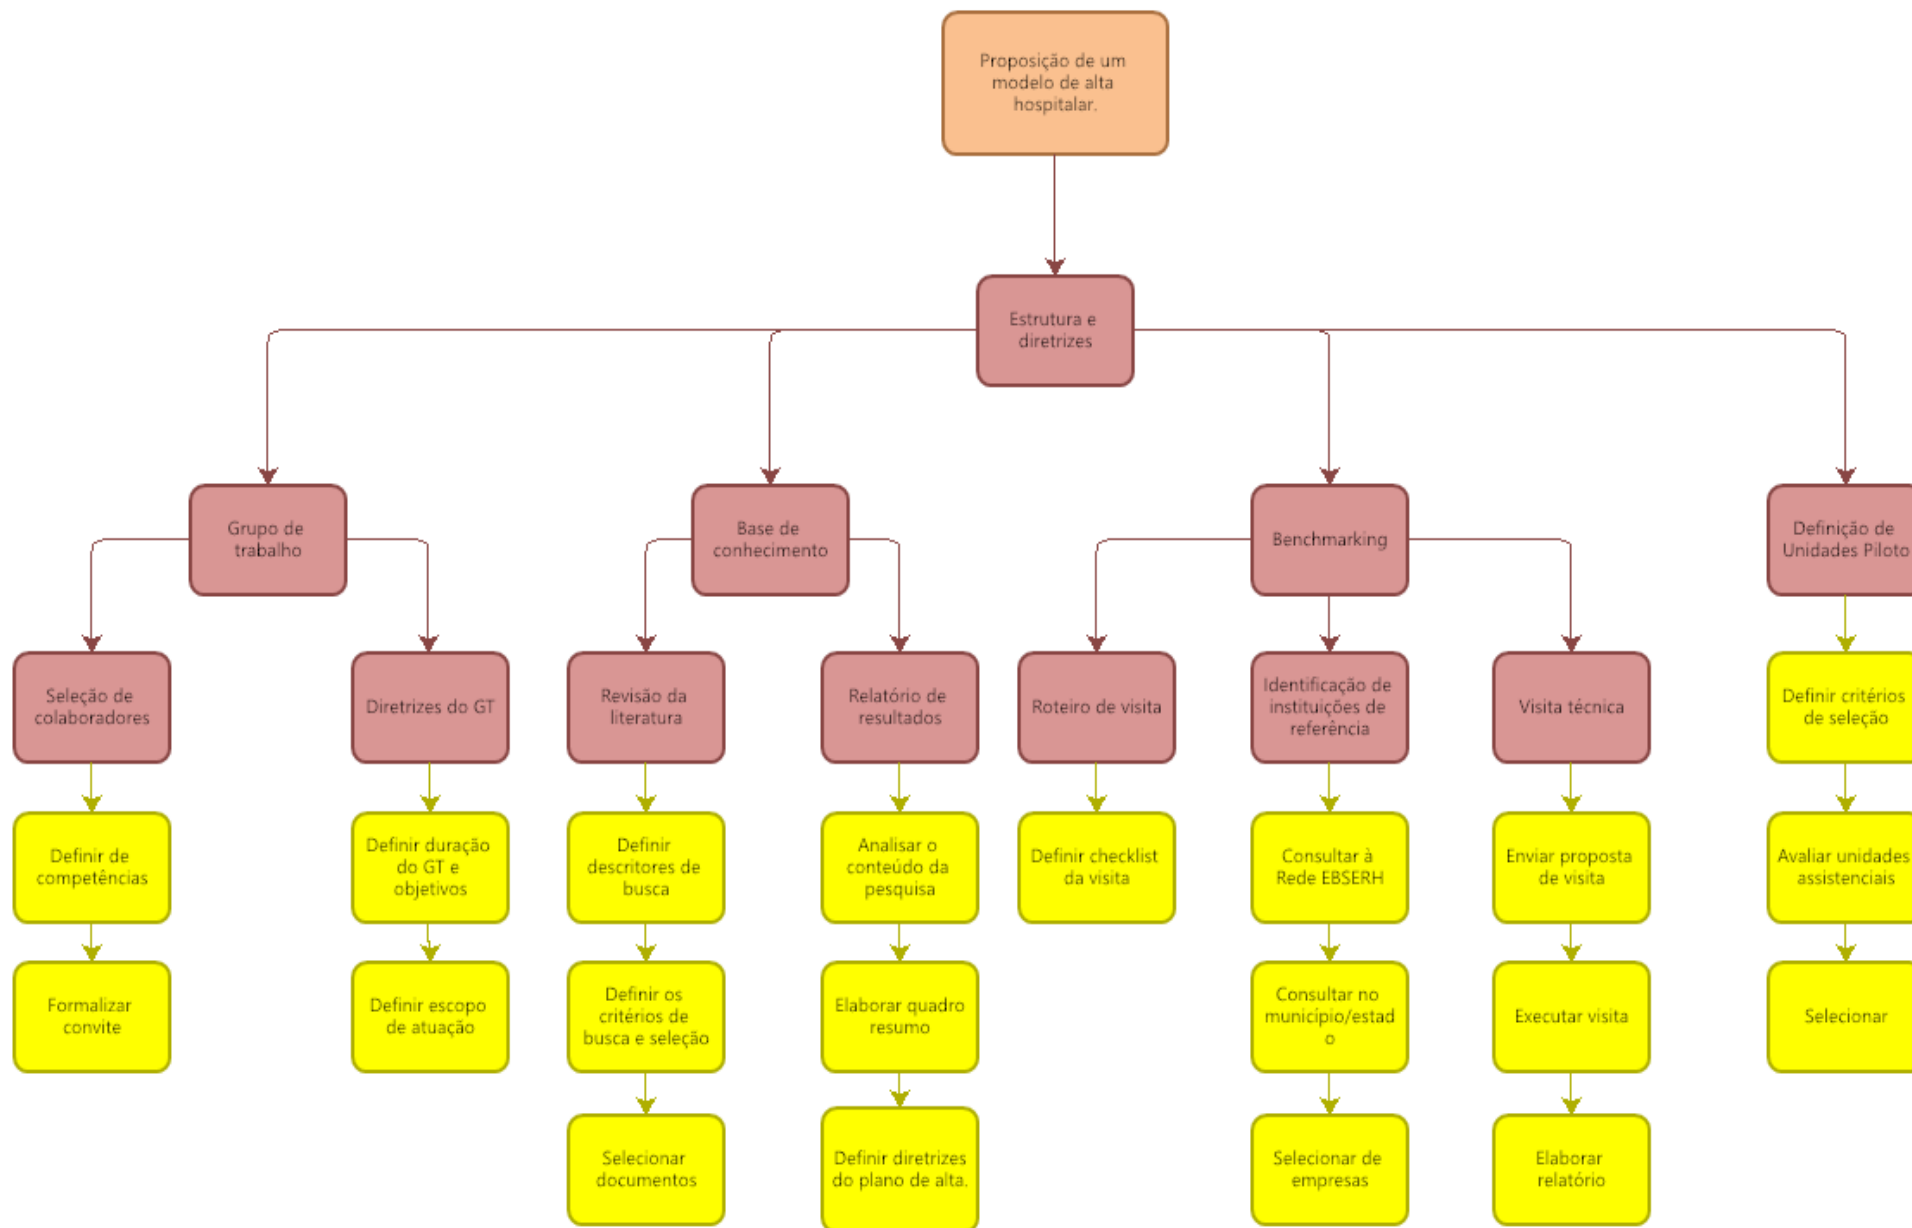 Proposição de um
modelo de alta
hospitalar.
Estrutura e
diretrizes
Grupo de
trabalho
Base de
conhecimento
Benchmarking
Definição de
Unidades Piloto
Seleção de
colaboradores
Diretrizes do GT
Revisão da
literatura
Relatório de
resultados
Roteiro de visita
Identificação de
instituições de
referência
Visita técnica
Definir critérios
de seleção
Definir de
competências
Definir duração
do GT e
objetivos
Definir
descritores de
busca
Analisar o
conteúdo da
pesquisa
Definir checklist
da visita
Consultar à
Rede EBSERH
Enviar proposta
de visita
Avaliar unidades
assistenciais
Formalizar
convite
Definir escopo
de atuação
Definir os
critérios de
busca e seleção
Elaborar quadro
resumo
Consultar no
município/estad
o
Executar visita
Selecionar
Selecionar
documentos
Definir diretrizes
do plano de alta.
Selecionar de
empresas
Elaborar
relatório